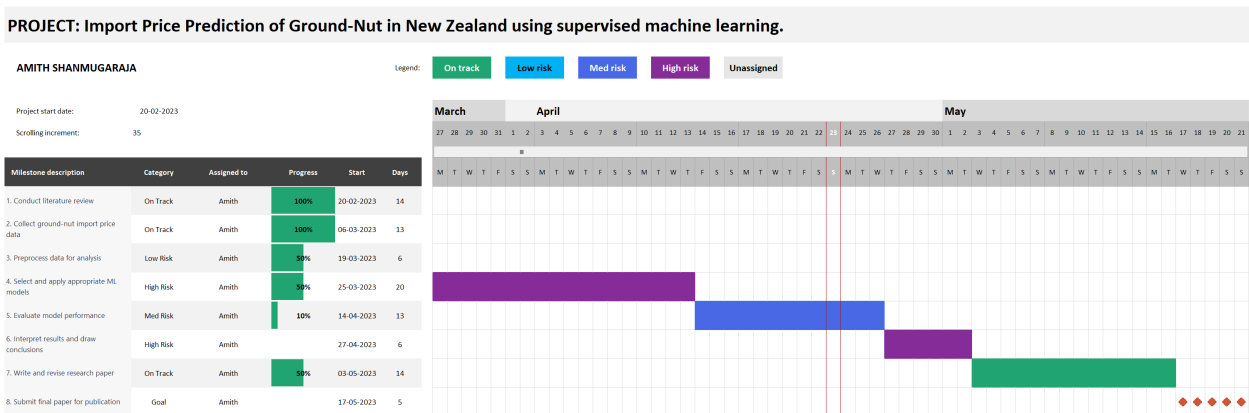 PROJECT: Import Price Prediction of Ground-Nut in New Zealand using supervised machine learning.
AMITH SHANMUGARAJA
Legend: On track Low risk Med risk High risk Unassigned
Project start date: 20-02-2023
Scrolling increment: 35
March April May
27 28 29 30 31 1 2 3 4 5 6 7 8 9 10 11 12 13 14 15 16 17 18 19 20 21 22 23 24 25 26 27 28 29 30 1 2 3 4 5 6 7 8 9 10 11 12 13 14 15 16 17 18 19 20 21
Milestone description Category Assigned to Progress Start Days M T W T F S S M T W T F S S M T W T F S S M T W T F S S M T W T F S S M T W T F S S M T W T F S S M T W T F S S
1. Conduct literature review On Track Amith 100% 20-02-2023 14
2. Collect ground-nut import price
data On Track Amith 100% 06-03-2023 13
3. Preprocess data for analysis Low Risk Amith 50% 19-03-2023 6
4. Select and apply appropriate ML
models High Risk Amith 50% 25-03-2023 20
5. Evaluate model performance Med Risk Amith 10% 14-04-2023 13
6. Interpret results and draw
conclusions High Risk Amith 27-04-2023 6
7. Write and revise research paper On Track Amith 50% 03-05-2023 14
8. Submit final paper for publication Goal Amith 17-05-2023 5